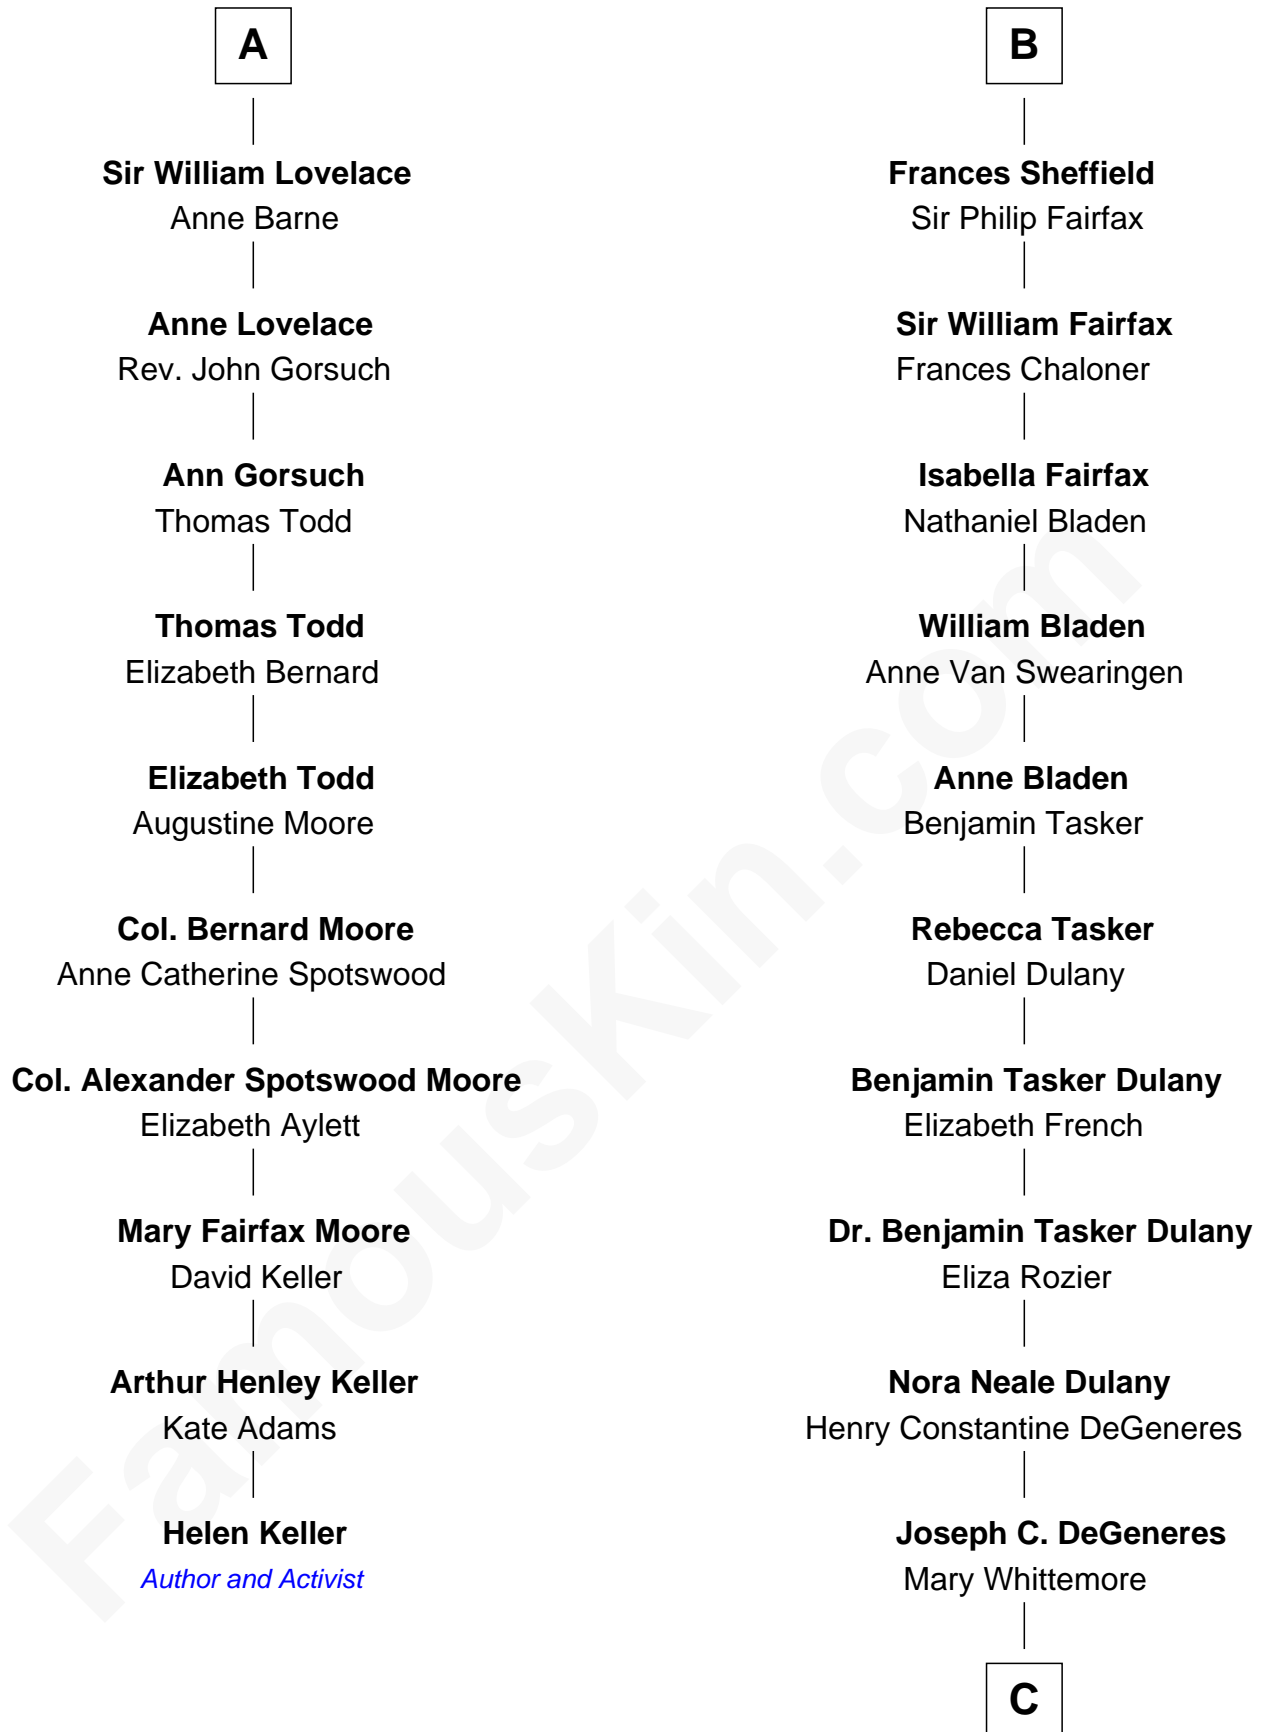 A
Sir William Lovelace
Anne Barne
Anne Lovelace
Rev. John Gorsuch
Ann Gorsuch
Thomas Todd
Thomas Todd
Elizabeth Bernard
Elizabeth Todd
Augustine Moore
Col. Bernard Moore
Anne Catherine Spotswood
Col. Alexander Spotswood Moore
Elizabeth Aylett
Mary Fairfax Moore
David Keller
Arthur Henley Keller
Kate Adams
Helen Keller
Author and Activist
B
Frances Sheffield
Sir Philip Fairfax
Sir William Fairfax
Frances Chaloner
Isabella Fairfax
Nathaniel Bladen
William Bladen
Anne Van Swearingen
Anne Bladen
Benjamin Tasker
Rebecca Tasker
Daniel Dulany
Benjamin Tasker Dulany
Elizabeth French
Dr. Benjamin Tasker Dulany
Eliza Rozier
Nora Neale Dulany
Henry Constantine DeGeneres
Joseph C. DeGeneres
Mary Whittemore
C
FamousKin.com